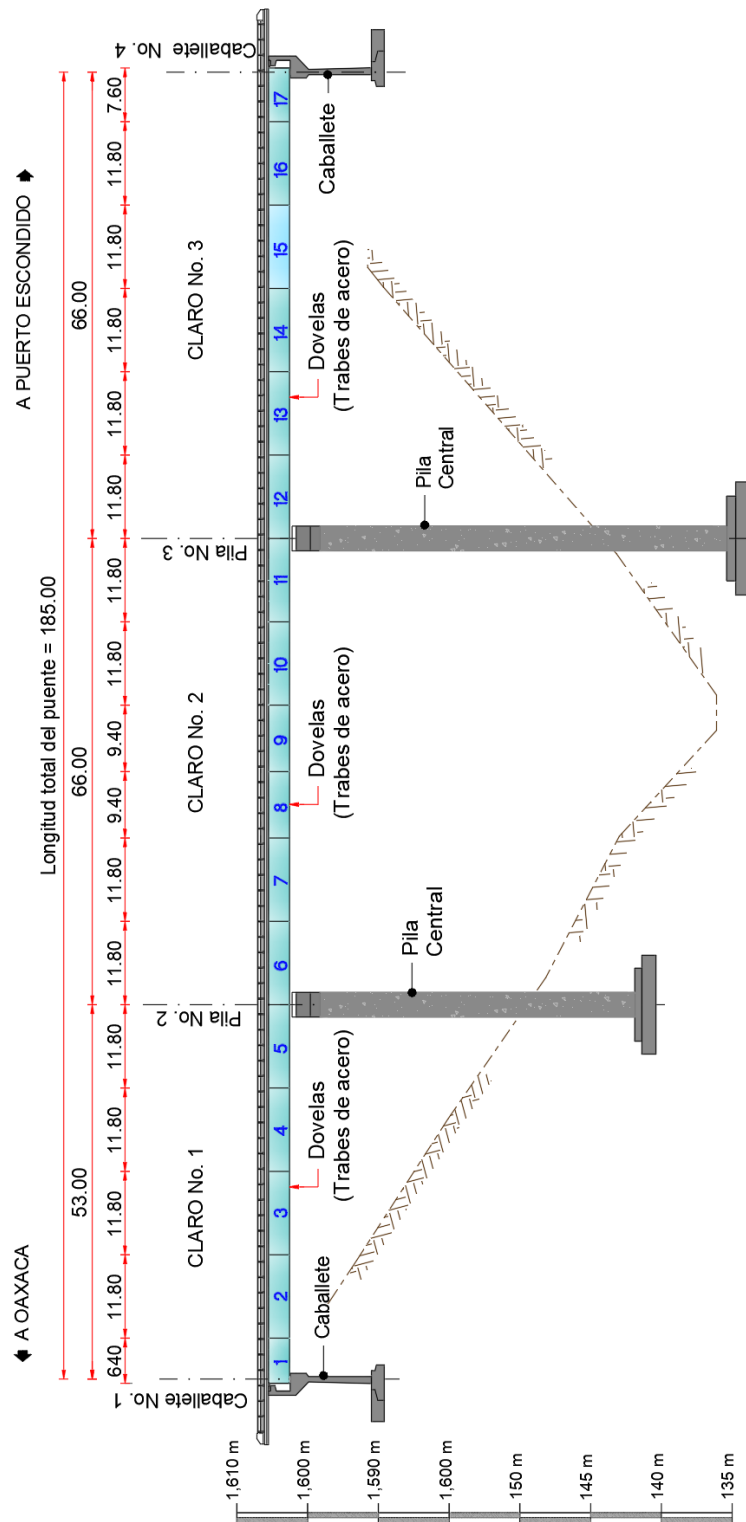 A OAXACA
A PUERTO ESCONDIDO
Longitud total del puente = 185.00
53.00
66.00
66.00
640
11.80
11.80
11.80
11.80
11.80
11.80
9.40
9.40
11.80
11.80
11.80
11.80
11.80
11.80
11.80
7.60
Caballete No. 1
CLARO No. 1
Pila No. 2
CLARO No. 2
Pila No. 3
CLARO No. 3
Caballete No. 4
1
2
3
4
5
6
7
8
9
10
11
12
13
14
15
16
17
Caballete
Dovelas
(Trabes de acero)
Pila
Central
Dovelas
(Trabes de acero)
Pila
Central
Dovelas
(Trabes de acero)
Caballete
1,610 m
1,600 m
1,590 m
1,600 m
150 m
145 m
140 m
135 m